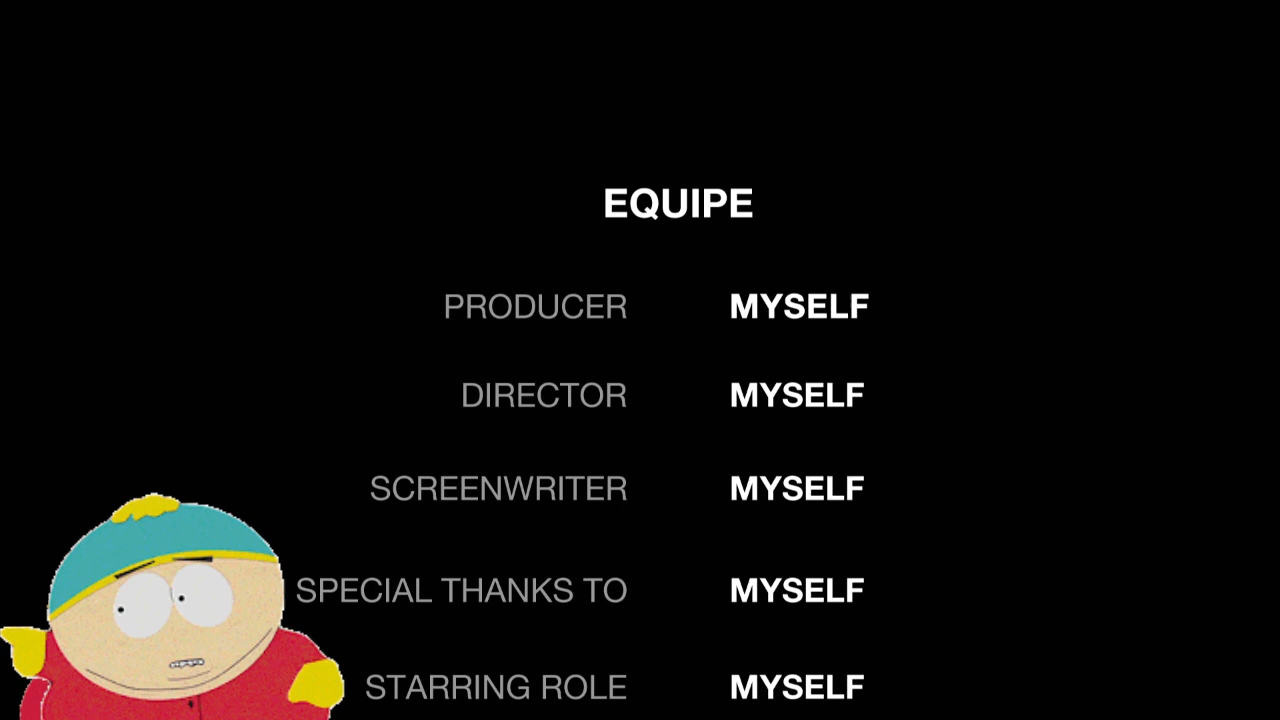 EQUIPE
PRODUCER MYSELF
DIRECTOR MYSELF
SCREENWRITER MYSELF
SPECIAL THANKS TO MYSELF
STARRING ROLE MYSELF